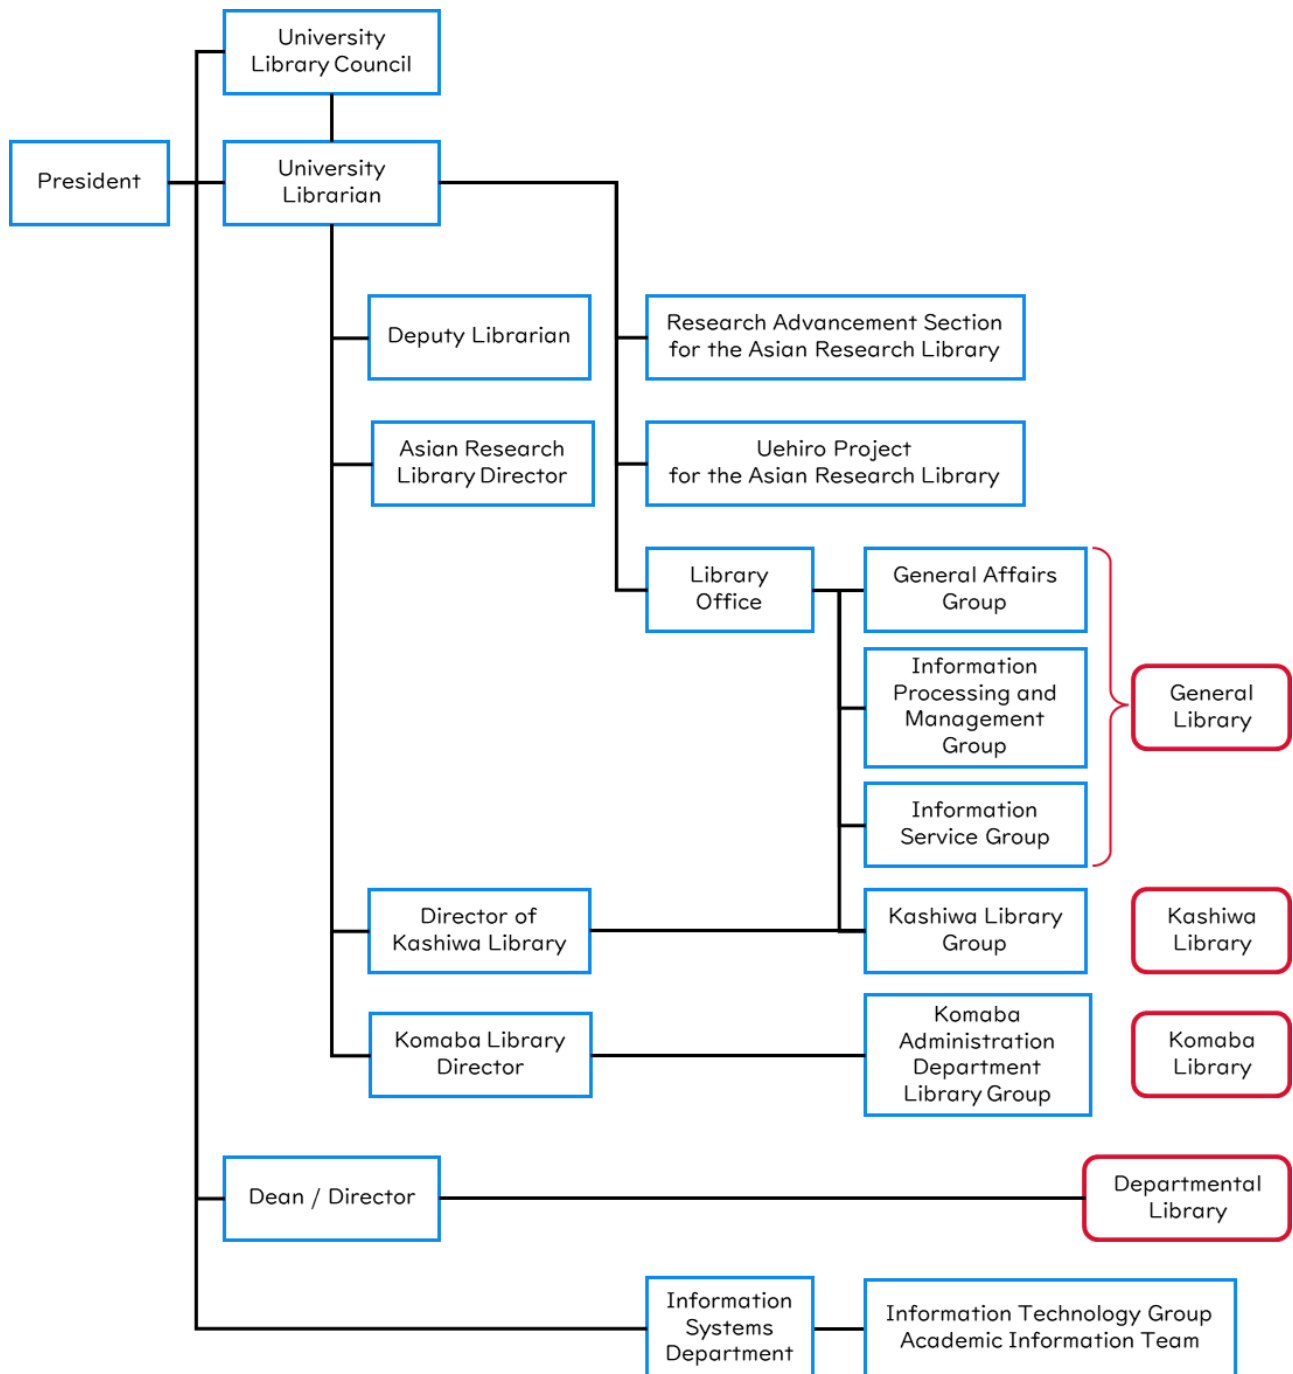 University
Library Council
President
University
Librarian
Deputy Librarian
Research Advancement Section
for the Asian Research Library
Asian Research
Library Director
Uehiro Project
for the Asian Research Library
Library
Office
General Affairs
Group
Information
Processing and
Management
Group
General
Library
Information
Service Group
Director of
Kashiwa Library
Kashiwa Library
Group
Kashiwa
Library
Komaba Library
Director
Komaba
Administration
Department
Library Group
Komaba
Library
Dean / Director
Departmental
Library
Information
Systems
Department
Information Technology Group
Academic Information Team